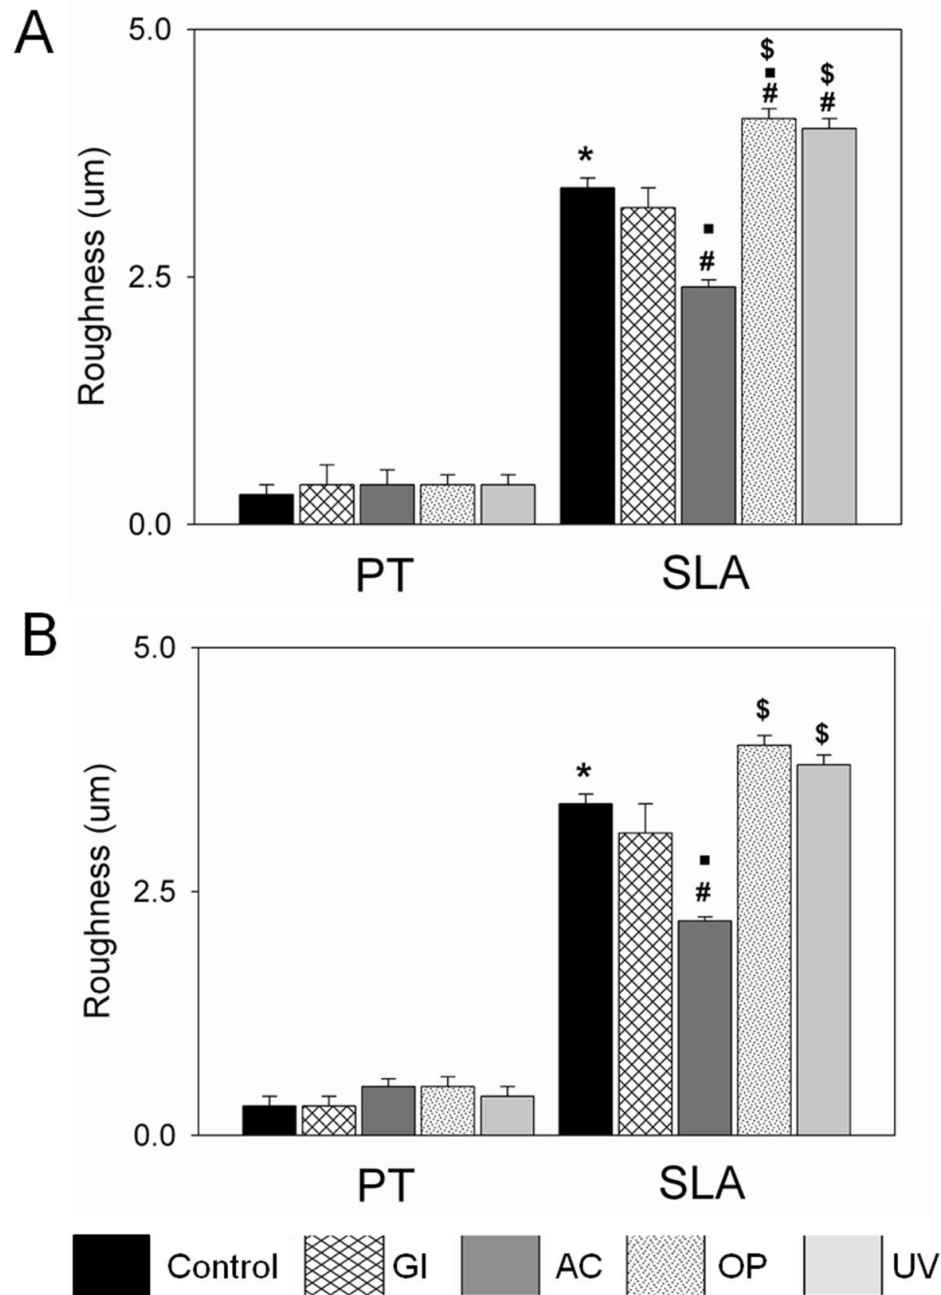 A
5.0
$
▪
#
$
#
*
▪
#
2.5
0.0
Roughness (um)
PT SLA
B
5.0
$
$
*
▪
#
2.5
0.0
Roughness (um)
PT SLA
Control GI AC OP UV